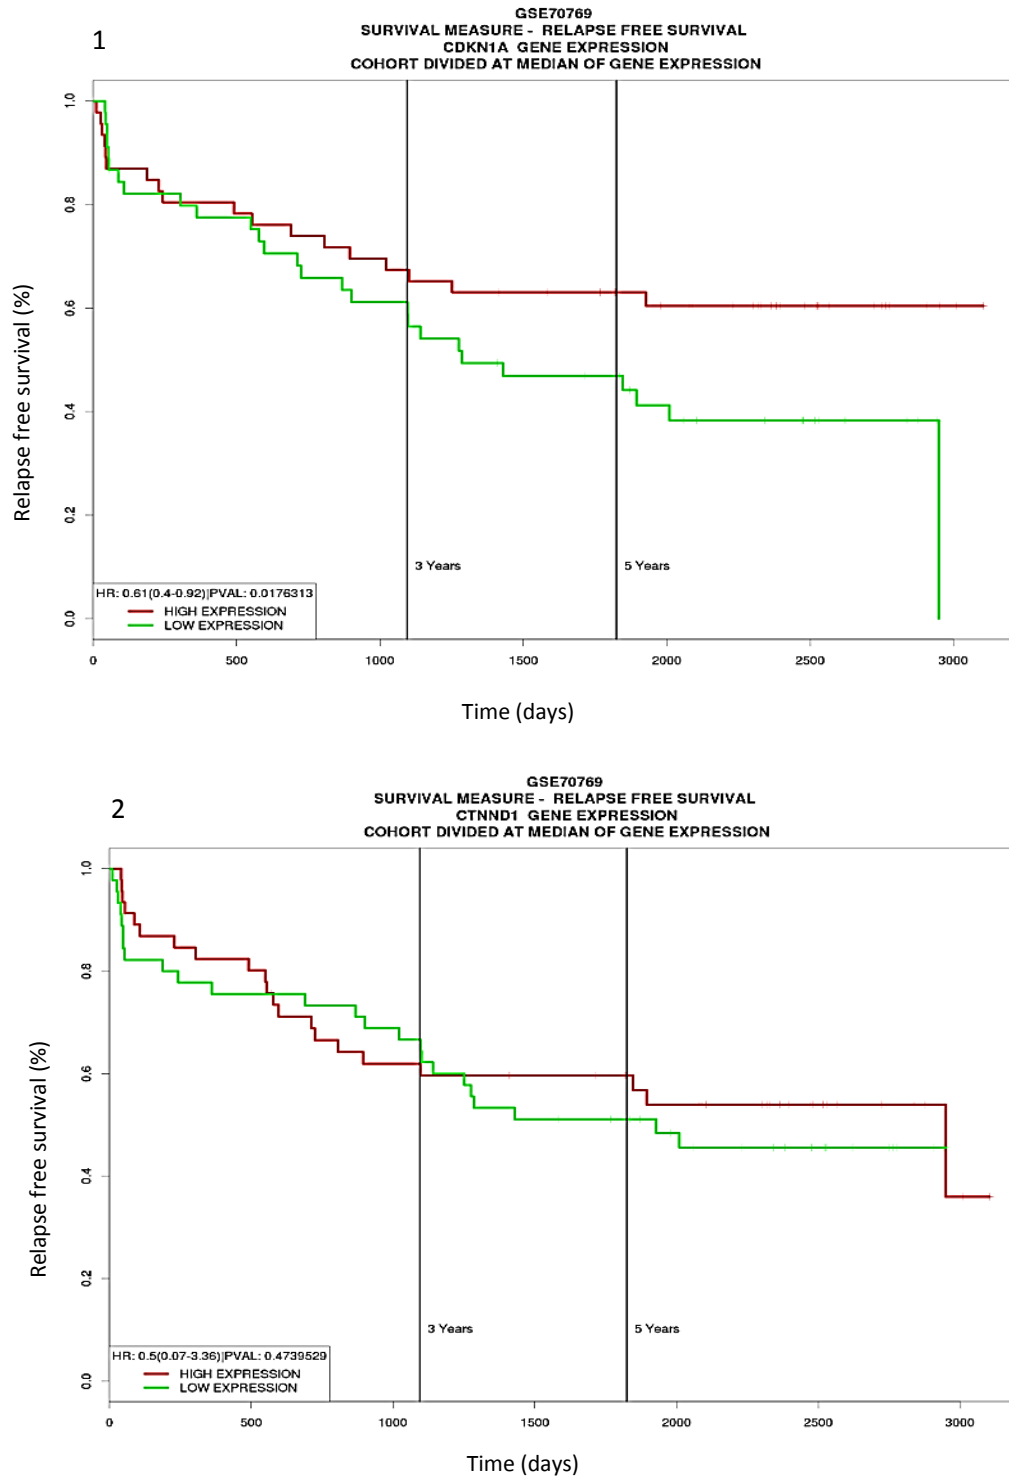 1
GSE70769
SURVIVAL MEASURE - RELAPSE FREE SURVIVAL
CDKN1A GENE EXPRESSION
COHORT DIVIDED AT MEDIAN OF GENE EXPRESSION
Relapse free survival (%)
1.0
0.8
0.6
0.4
0.2
0.0
3 Years
5 Years
HR: 0.61(0.4-0.92)|PVAL: 0.0176313
HIGH EXPRESSION
LOW EXPRESSION
0 500 1000 1500 2000 2500 3000
Time (days)
2
GSE70769
SURVIVAL MEASURE - RELAPSE FREE SURVIVAL
CTNND1 GENE EXPRESSION
COHORT DIVIDED AT MEDIAN OF GENE EXPRESSION
Relapse free survival (%)
1.0
0.8
0.6
0.4
0.2
0.0
3 Years
5 Years
HR: 0.5(0.07-3.36)|PVAL: 0.4739529
HIGH EXPRESSION
LOW EXPRESSION
0 500 1000 1500 2000 2500 3000
Time (days)